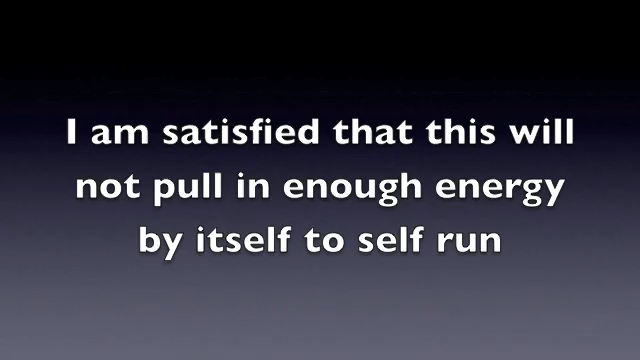 I am satisfied that this will
not pull in enough energy
by itself to self run